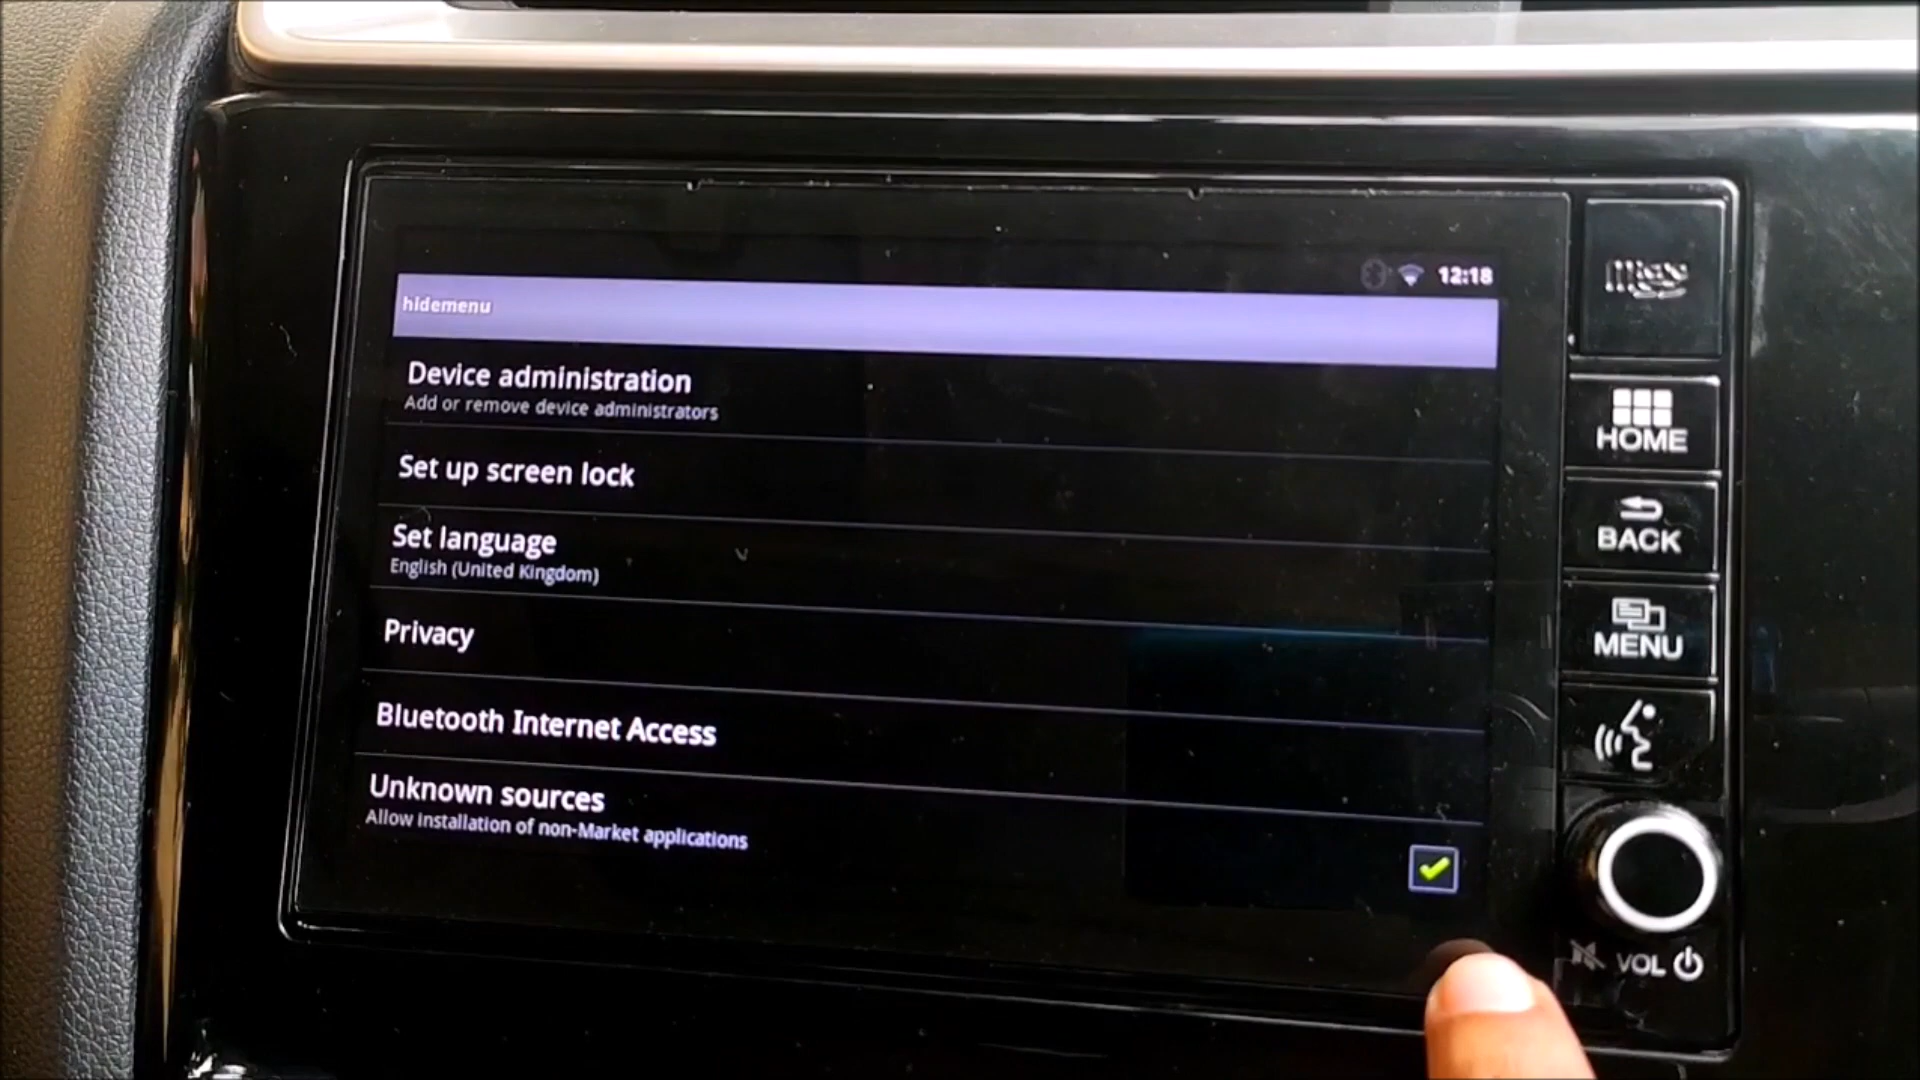 12:18
hidemenu
Device administration
Add or remove device administrators
Set up screen lock
Set language
English (United Kingdom)
Privacy
Bluetooth Internet Access
Unknown sources
Allow installation of non-Market applications
HOME
BACK
MENU
VOL